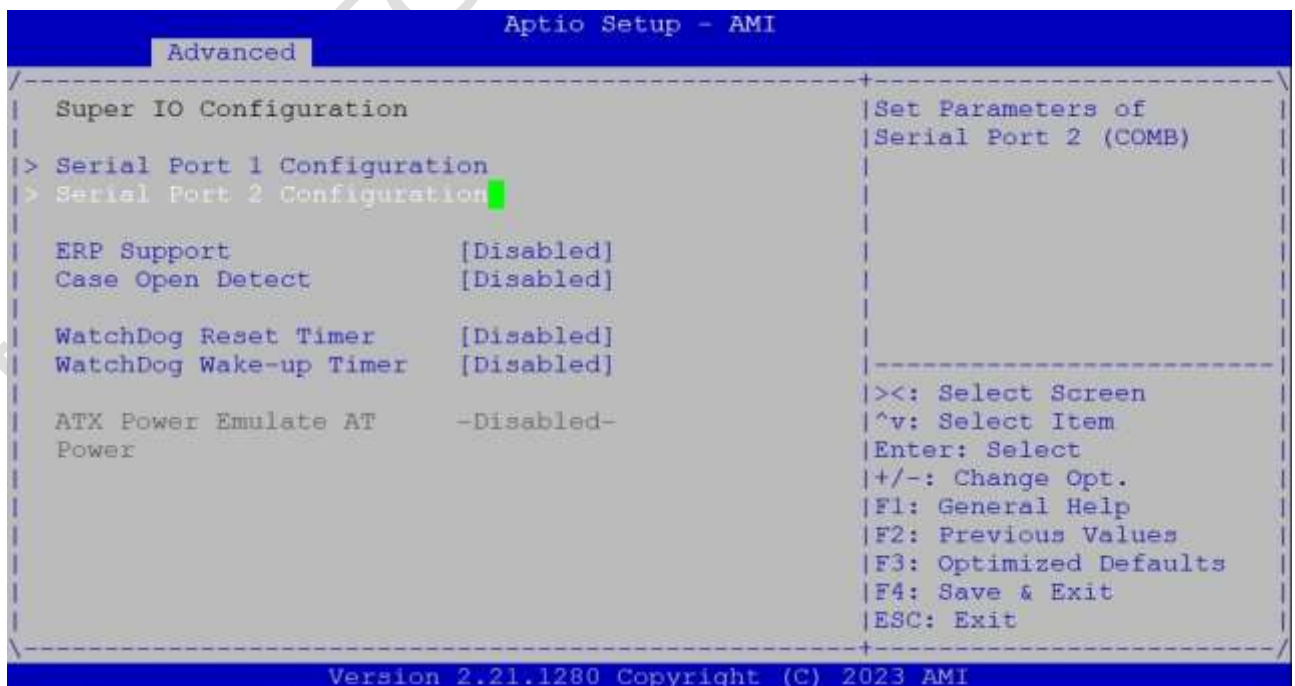 Aptio Setup - AMI
Advanced
Super IO Configuration
> Serial Port 1 Configuration
> Serial Port 2 Configuration
ERP Support [Disabled]
Case Open Detect [Disabled]
WatchDog Reset Timer [Disabled]
WatchDog Wake-up Timer [Disabled]
ATX Power Emulate AT -Disabled-
Power
Set Parameters of
Serial Port 2 (COMB)
><: Select Screen
^v: Select Item
Enter: Select
+/-: Change Opt.
F1: General Help
F2: Previous Values
F3: Optimized Defaults
F4: Save & Exit
ESC: Exit
Version 2.21.1280 Copyright (C) 2023 AMI